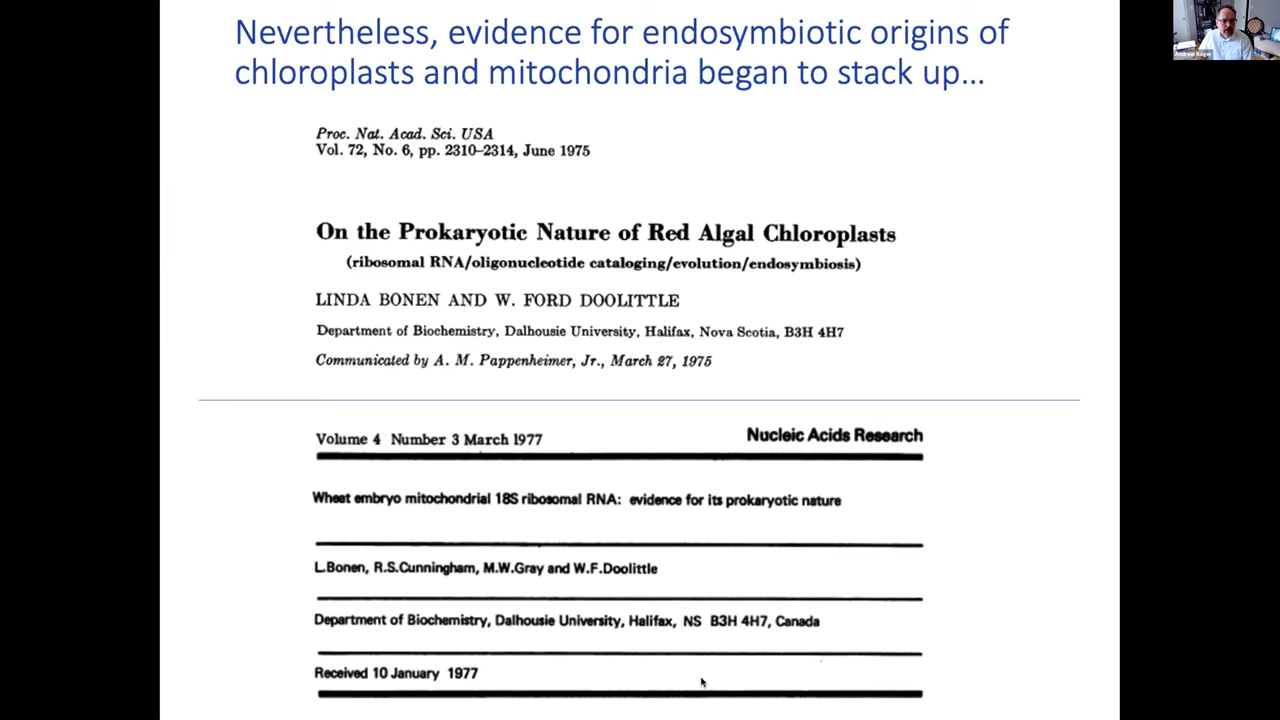 Nevertheless, evidence for endosymbiotic origins of
chloroplasts and mitochondria began to stack up…
Andrew Roger
Proc. Nat. Acad. Sci. USA
Vol. 72, No. 6, pp. 2310–2314, June 1975
On the Prokaryotic Nature of Red Algal Chloroplasts
(ribosomal RNA/oligonucleotide cataloging/evolution/endosymbiosis)
LINDA BONEN AND W. FORD DOOLITTLE
Department of Biochemistry, Dalhousie University, Halifax, Nova Scotia, B3H 4H7
Communicated by A. M. Pappenheimer, Jr., March 27, 1975
Volume 4 Number 3 March 1977
Nucleic Acids Research
Wheat embryo mitochondrial 18S ribosomal RNA: evidence for its prokaryotic nature
L.Bonen, R.S.Cunningham, M.W.Gray and W.F.Doolittle
Department of Biochemistry, Dalhousie University, Halifax, NS B3H 4H7, Canada
Received 10 January 1977